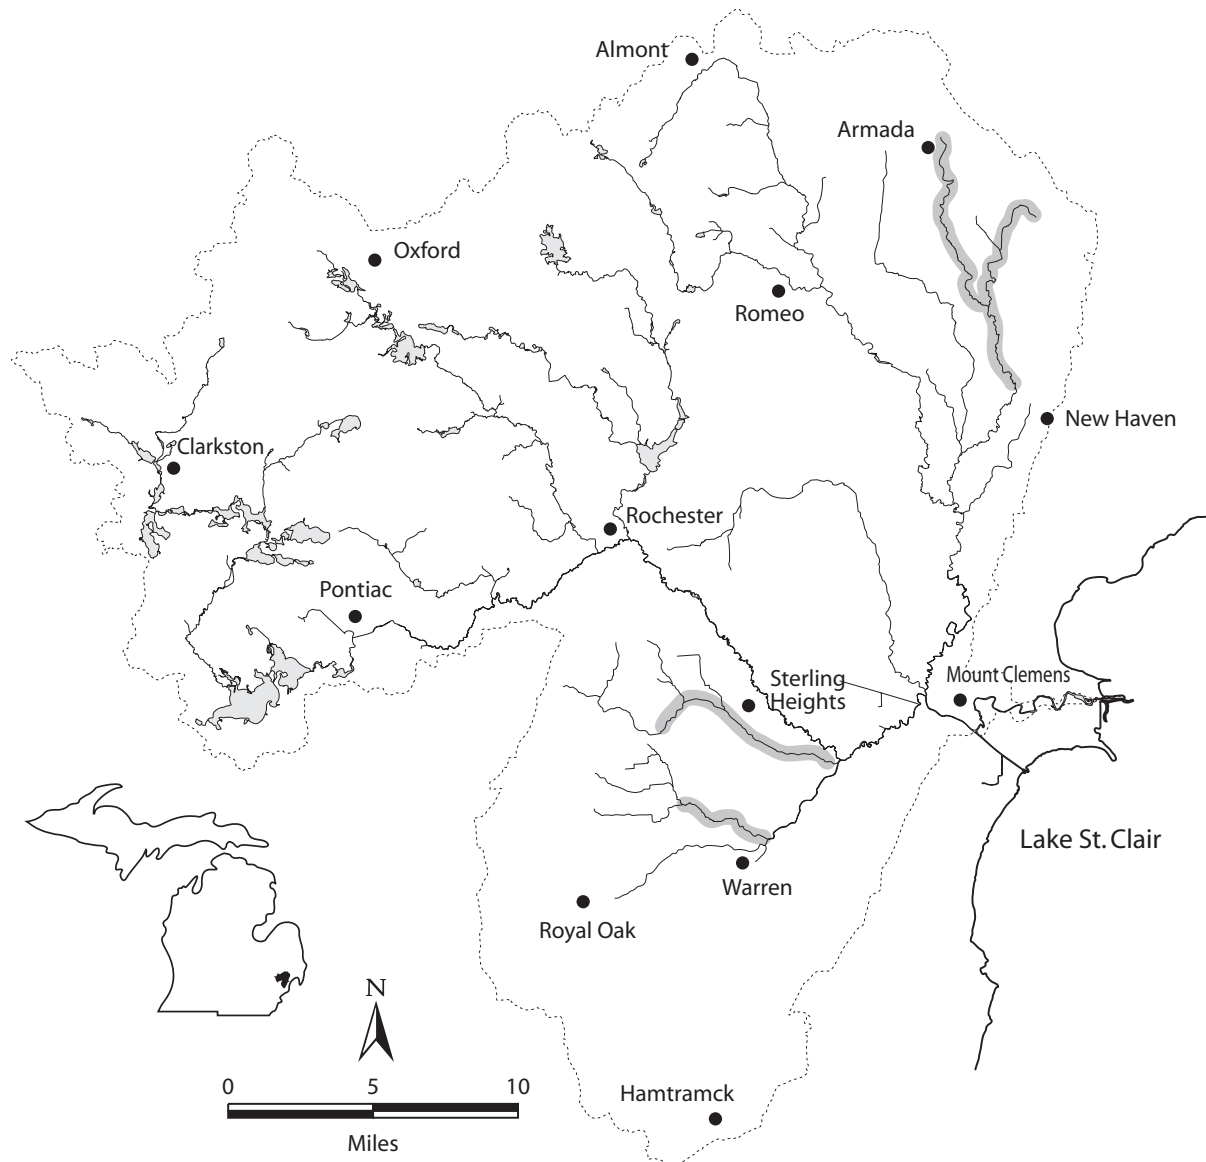 Almont
Armada
Oxford
Romeo
New Haven
Clarkston
Rochester
Pontiac
Sterling
Heights
Mount Clemens
Lake St. Clair
Warren
Royal Oak
N
0 5 10
Miles
Hamtramck